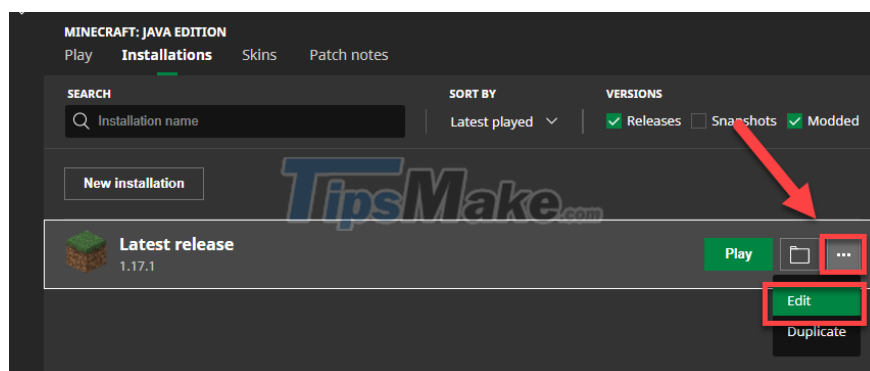 MINECRAFT: JAVA EDITION
Play Installations Skins Patch notes
SEARCH SORT BY VERSIONS
Installation name Latest played Releases Snapshots Modded
New installation
TipsMake.com
Latest release
1.17.1
Play ...
Edit
Duplicate